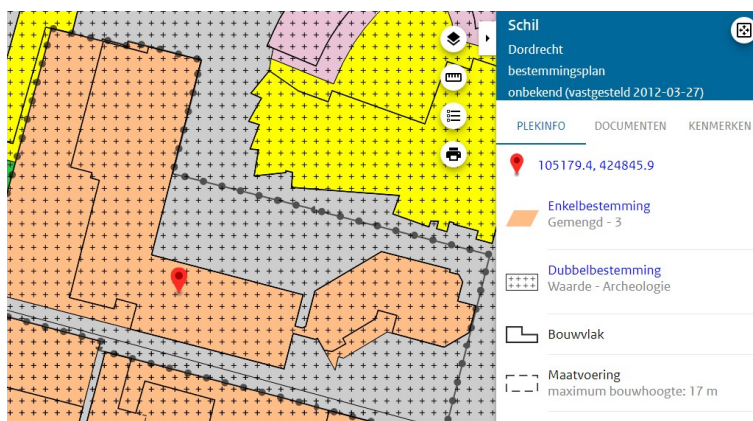 Schil
Dordrecht
bestemmingsplan
onbekend (vastgesteld 2012-03-27)
PLEKINFO DOCUMENTEN KENMERKEN
105179.4, 424845.9
Enkelbestemming
Gemengd - 3
Dubbelbestemming
Waarde - Archeologie
Bouwvlak
Maatvoering
maximum bouwhoogte: 17 m